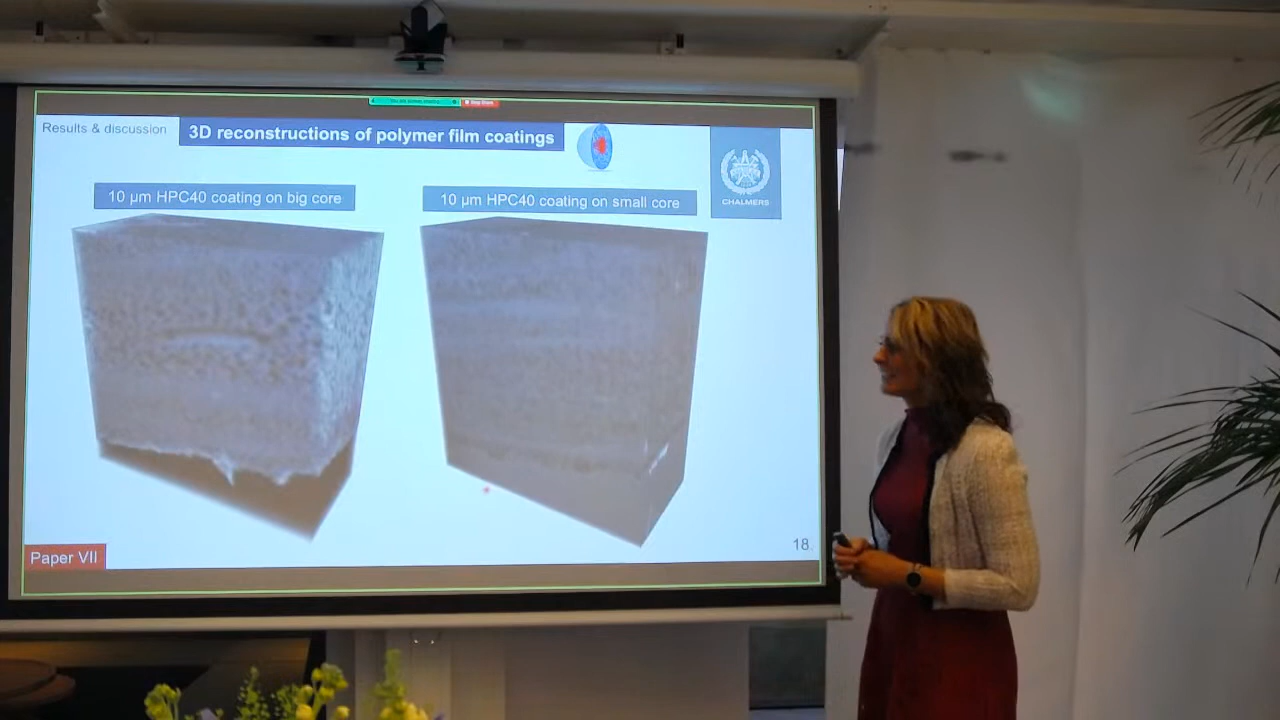 Results & discussion
3D reconstructions of polymer film coatings
CHALMERS
10 µm HPC40 coating on big core
10 µm HPC40 coating on small core
Paper VII
18.